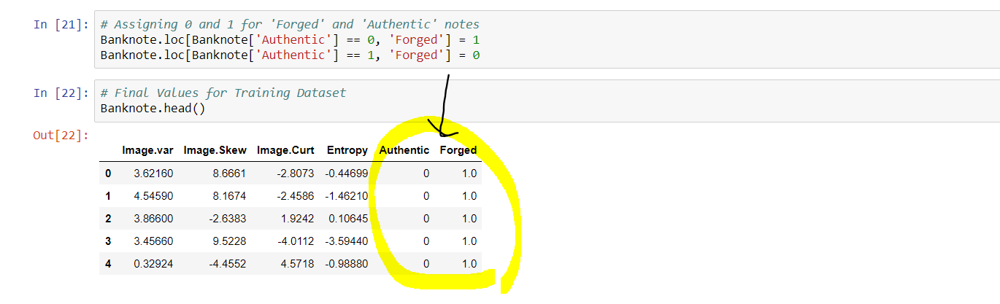 In [21]: # Assigning 0 and 1 for 'Forged' and 'Authentic' notes
Banknote.loc[Banknote['Authentic'] == 0, 'Forged'] = 1
Banknote.loc[Banknote['Authentic'] == 1, 'Forged'] = 0
In [22]: # Final Values for Training Dataset
Banknote.head()
Out[22]:
Image.var Image.Skew Image.Curt Entropy Authentic Forged
0 3.62160 8.6661 -2.8073 -0.44699 0 1.0
1 4.54590 8.1674 -2.4586 -1.46210 0 1.0
2 3.86600 -2.6383 1.9242 0.10645 0 1.0
3 3.45660 9.5228 -4.0112 -3.59440 0 1.0
4 0.32924 -4.4552 4.5718 -0.98880 0 1.0